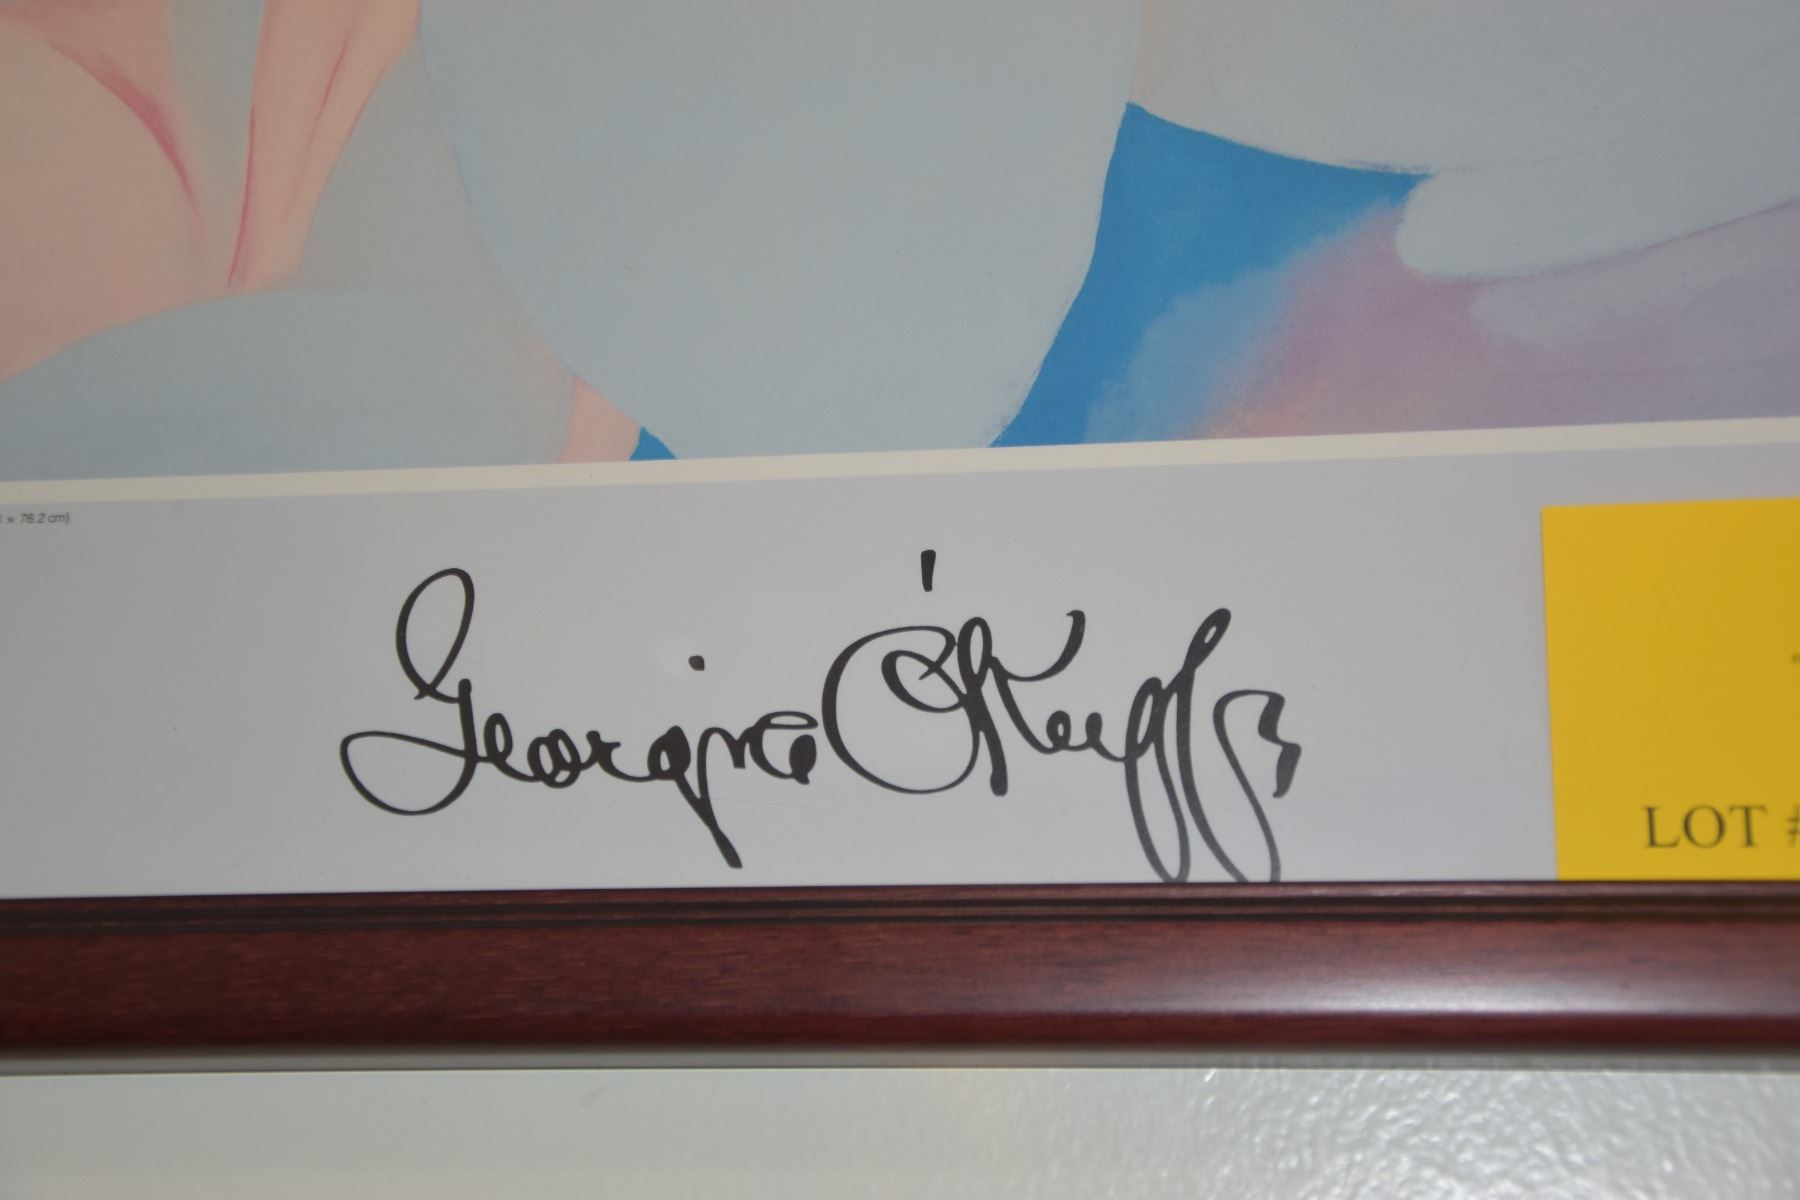 × 76.2 cm)
Georgia O'Keeffe
LOT #